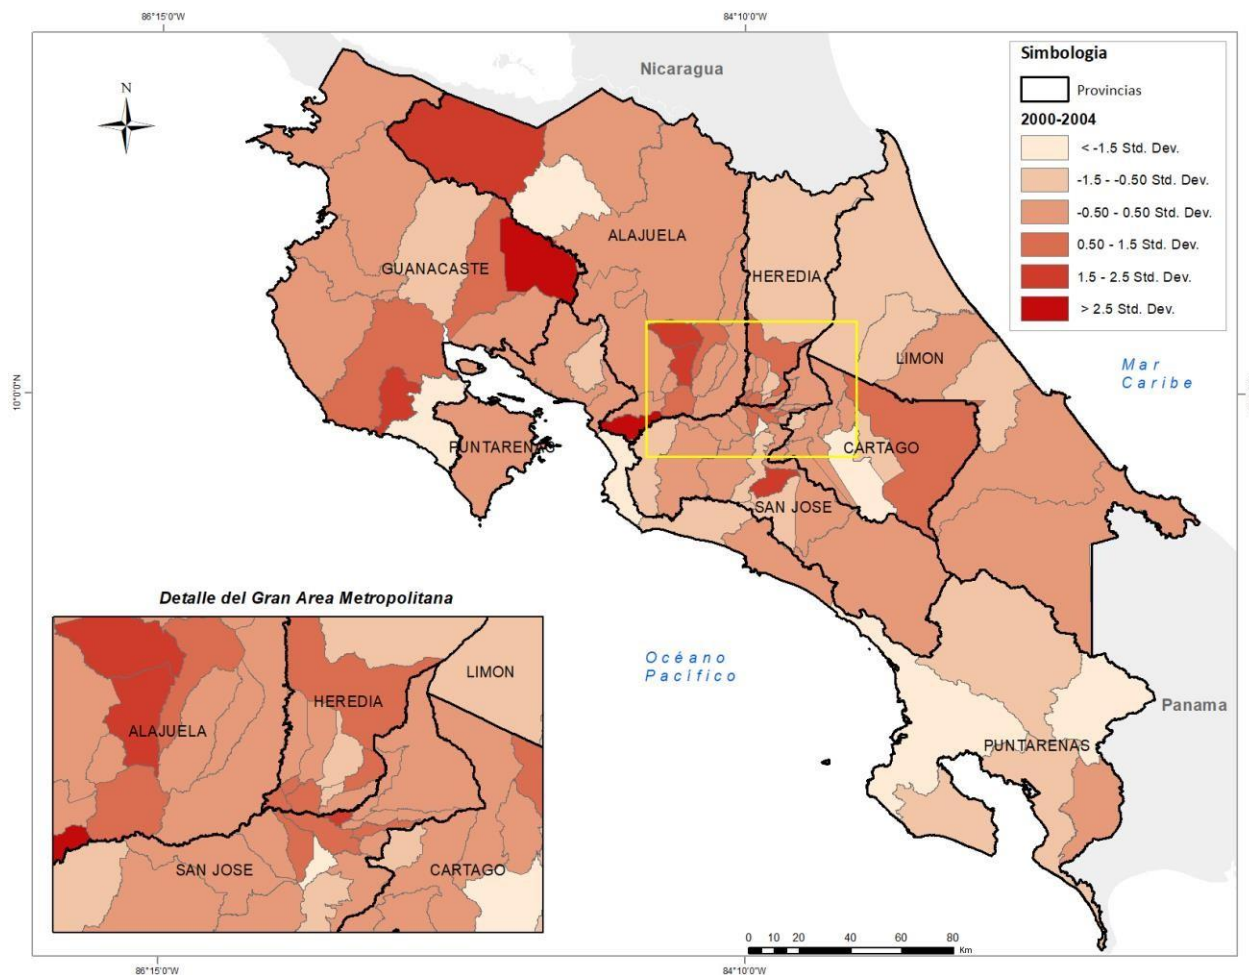 86°15'0"W
84°10'0"W
N
10°0'0"N
Nicaragua
Simbologia
Provincias
2000-2004
< -1.5 Std. Dev.
-1.5 - -0.50 Std. Dev.
-0.50 - 0.50 Std. Dev.
0.50 - 1.5 Std. Dev.
1.5 - 2.5 Std. Dev.
> 2.5 Std. Dev.
ALAJUELA
GUANACASTE
HEREDIA
LIMON
Mar
Caribe
PUNTARENAS
CARTAGO
SAN JOSE
Océano
Pacífico
Panama
PUNTARENAS
Detalle del Gran Area Metropolitana
LIMON
HEREDIA
ALAJUELA
SAN JOSE
CARTAGO
0 10 20 40 60 80
Km
86°15'0"W
84°10'0"W